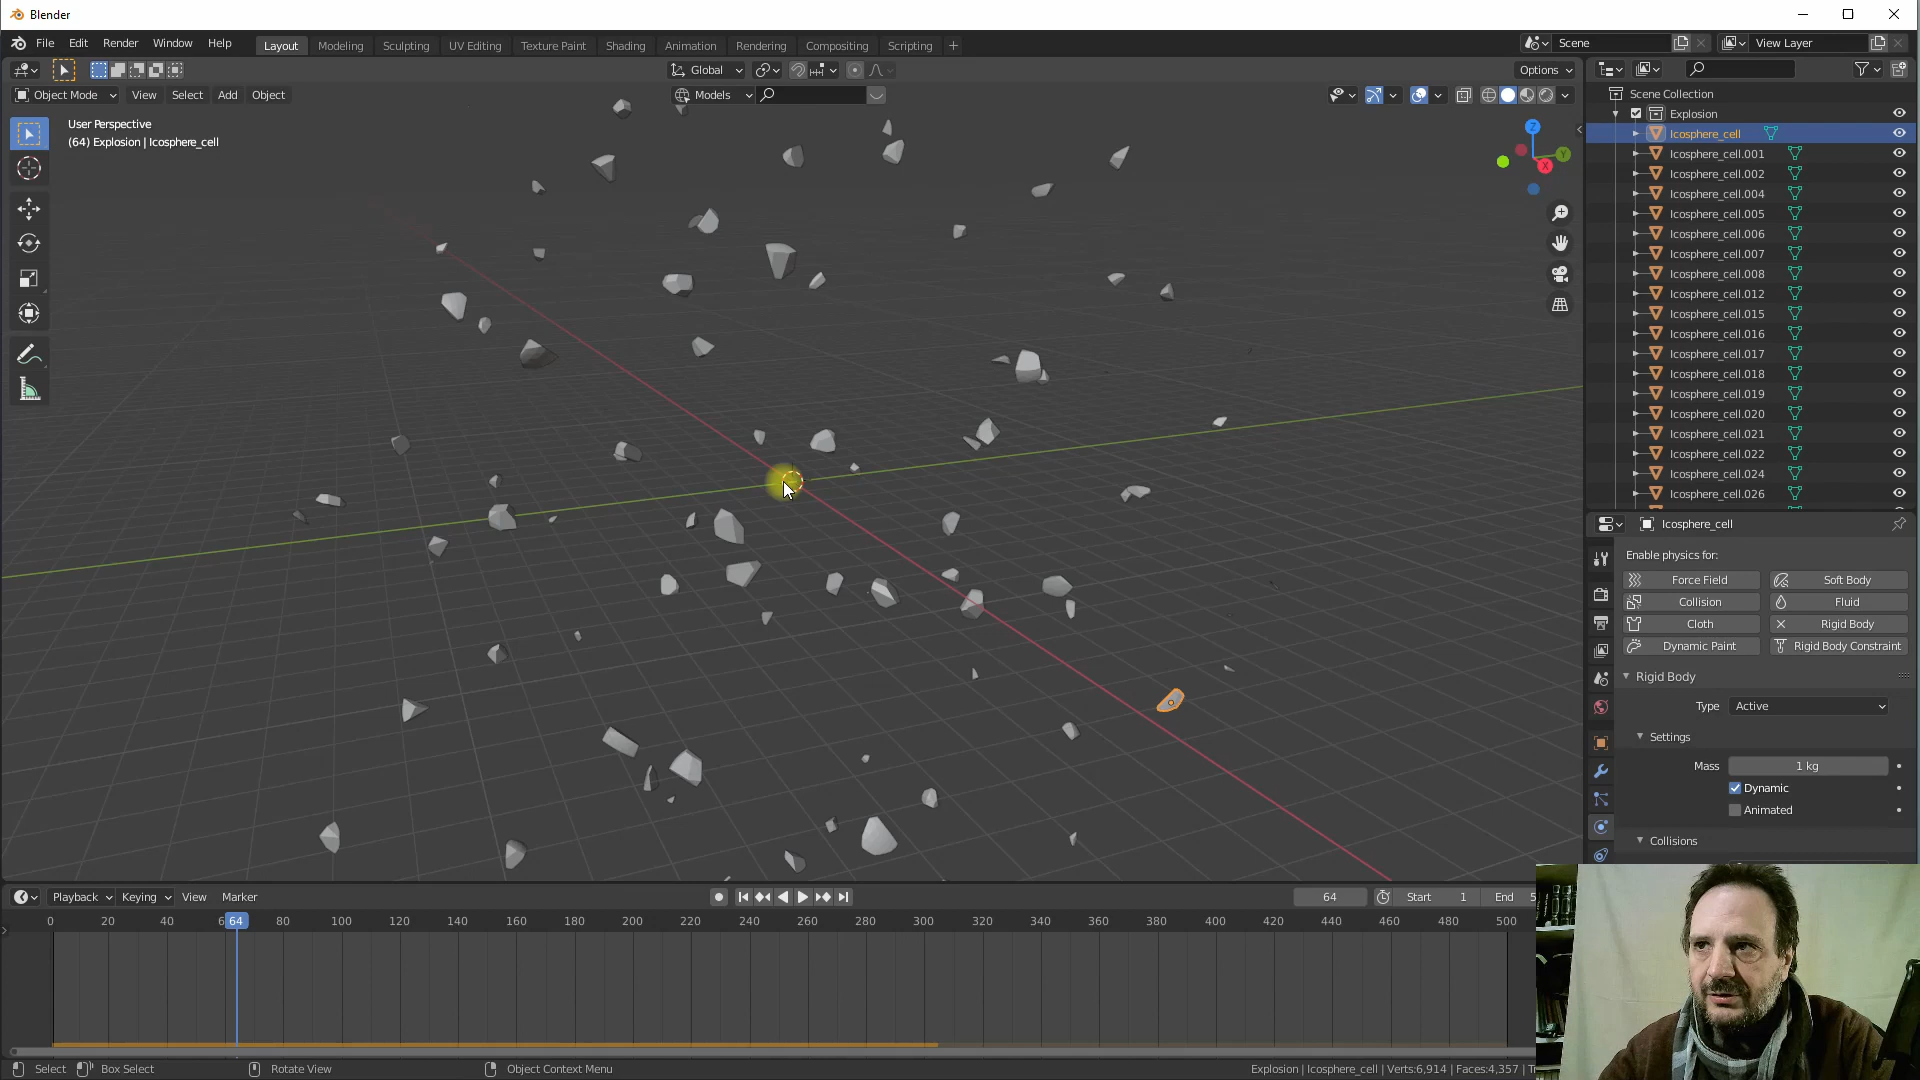 Blender
File Edit Render Window Help
Layout Modeling Sculpting UV Editing Texture Paint Shading Animation Rendering Compositing Scripting +
Scene
View Layer
Global
Options
Object Mode View Select Add Object
Models
User Perspective
(64) Explosion | Icosphere_cell
Z
Y
X
Scene Collection
Explosion
Icosphere_cell
Icosphere_cell.001
Icosphere_cell.002
Icosphere_cell.004
Icosphere_cell.005
Icosphere_cell.006
Icosphere_cell.007
Icosphere_cell.008
Icosphere_cell.012
Icosphere_cell.015
Icosphere_cell.016
Icosphere_cell.017
Icosphere_cell.018
Icosphere_cell.019
Icosphere_cell.020
Icosphere_cell.021
Icosphere_cell.022
Icosphere_cell.024
Icosphere_cell.026
Icosphere_cell
Enable physics for:
Force Field Soft Body
Collision Fluid
Cloth Rigid Body
Dynamic Paint Rigid Body Constraint
Rigid Body
Type Active
Settings
Mass 1 kg
Dynamic
Animated
Collisions
Playback Keying View Marker
64 Start 1 End 5
0 20 40 6 64 80 100 120 140 160 180 200 220 240 260 280 300 320 340 360 380 400 420 440 460 480 500
Select Box Select Rotate View Object Context Menu
Explosion | Icosphere_cell | Verts:6,914 | Faces:4,357 | T